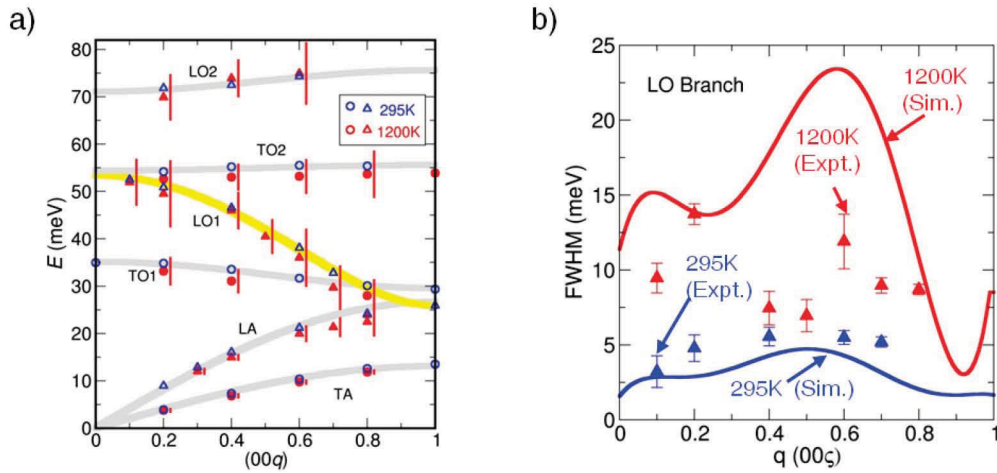 a)
80
70
60
50
40
30
20
10
0
E (meV)
LO2
295K
1200K
TO2
LO1
TO1
LA
TA
0 0.2 0.4 0.6 0.8 1
(00q)
b)
25
20
15
10
5
0
FWHM (meV)
LO Branch
1200K
(Sim.)
1200K
(Expt.)
295K
(Expt.)
295K (Sim.)
0 0.2 0.4 0.6 0.8 1
q (00ς)